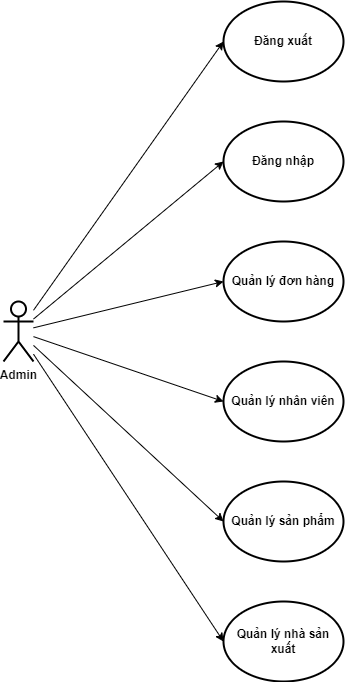 Đăng xuất
Đăng nhập
Quản lý đơn hàng
Admin
Quản lý nhân viên
Quản lý sản phẩm
Quản lý nhà sản
xuất